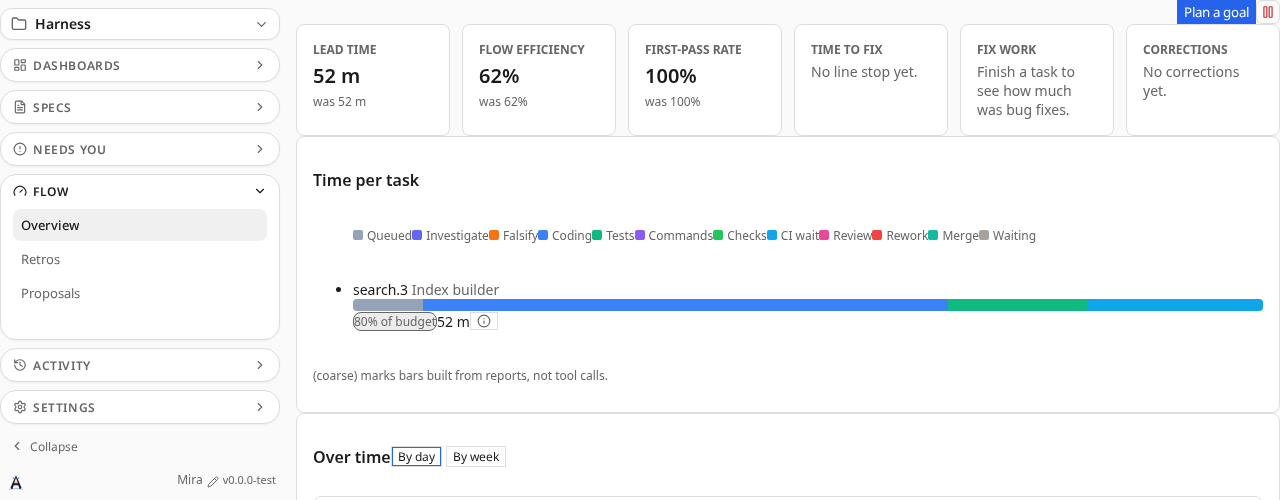 Harness
DASHBOARDS
SPECS
NEEDS YOU
FLOW
Overview
Retros
Proposals
ACTIVITY
SETTINGS
Collapse
Mira v0.0.0-test
Plan a goal
LEAD TIME
52 m
was 52 m
FLOW EFFICIENCY
62%
was 62%
FIRST-PASS RATE
100%
was 100%
TIME TO FIX
No line stop yet.
FIX WORK
Finish a task to
see how much
was bug fixes.
CORRECTIONS
No corrections
yet.
Time per task
Queued Investigate Falsify Coding Tests Commands Checks CI wait Review Rework Merge Waiting
search.3 Index builder
80% of budget 52 m
(coarse) marks bars built from reports, not tool calls.
Over time By day By week